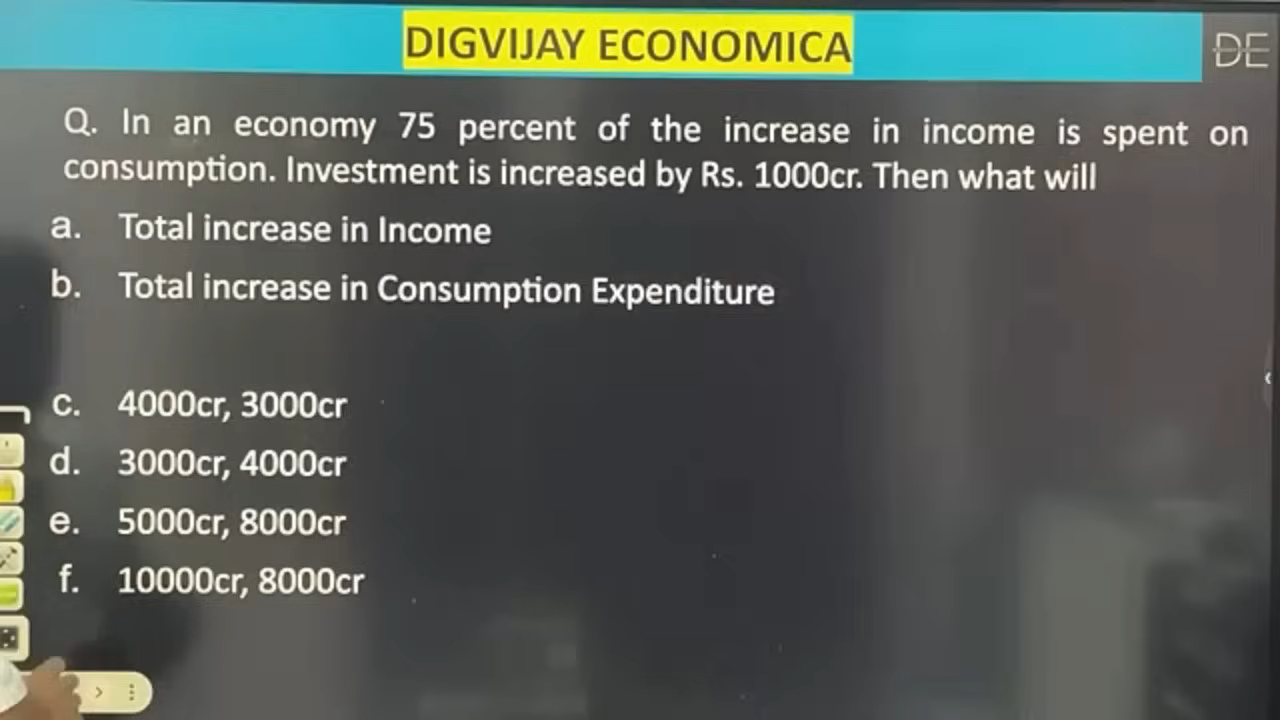 DIGVIJAY ECONOMICA
DE
Q. In an economy 75 percent of the increase in income is spent on
consumption. Investment is increased by Rs. 1000cr. Then what will
a. Total increase in Income
b. Total increase in Consumption Expenditure
c. 4000cr, 3000cr
d. 3000cr, 4000cr
e. 5000cr, 8000cr
f. 10000cr, 8000cr